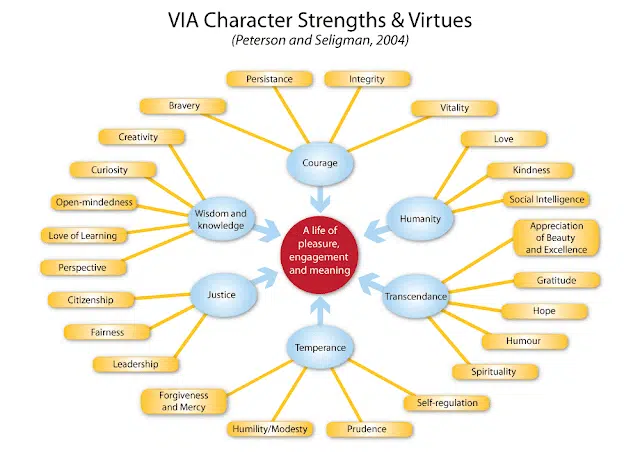 VIA Character Strengths & Virtues
(Peterson and Seligman, 2004)
Persistance
Integrity
Bravery
Vitality
Creativity
Love
Courage
Curiosity
Kindness
Open-mindedness
Social Intelligence
Wisdom and
knowledge
Humanity
Love of Learning
Appreciation
of Beauty
and Excellence
A life of
pleasure,
engagement
and meaning
Perspective
Gratitude
Citizenship
Justice
Transcendance
Hope
Fairness
Humour
Temperance
Leadership
Spirituality
Forgiveness
and Mercy
Self-regulation
Humility/Modesty
Prudence